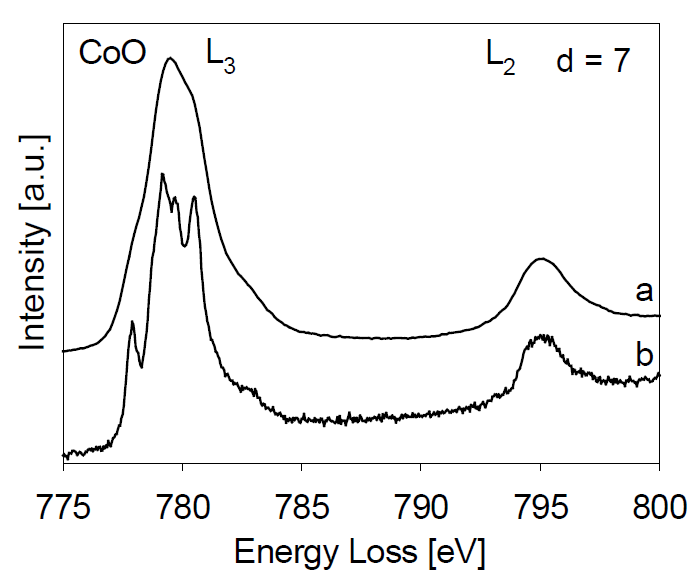 CoO L₃ L₂ d = 7
Intensity [a.u.]
a
b
775 780 785 790 795 800
Energy Loss [eV]